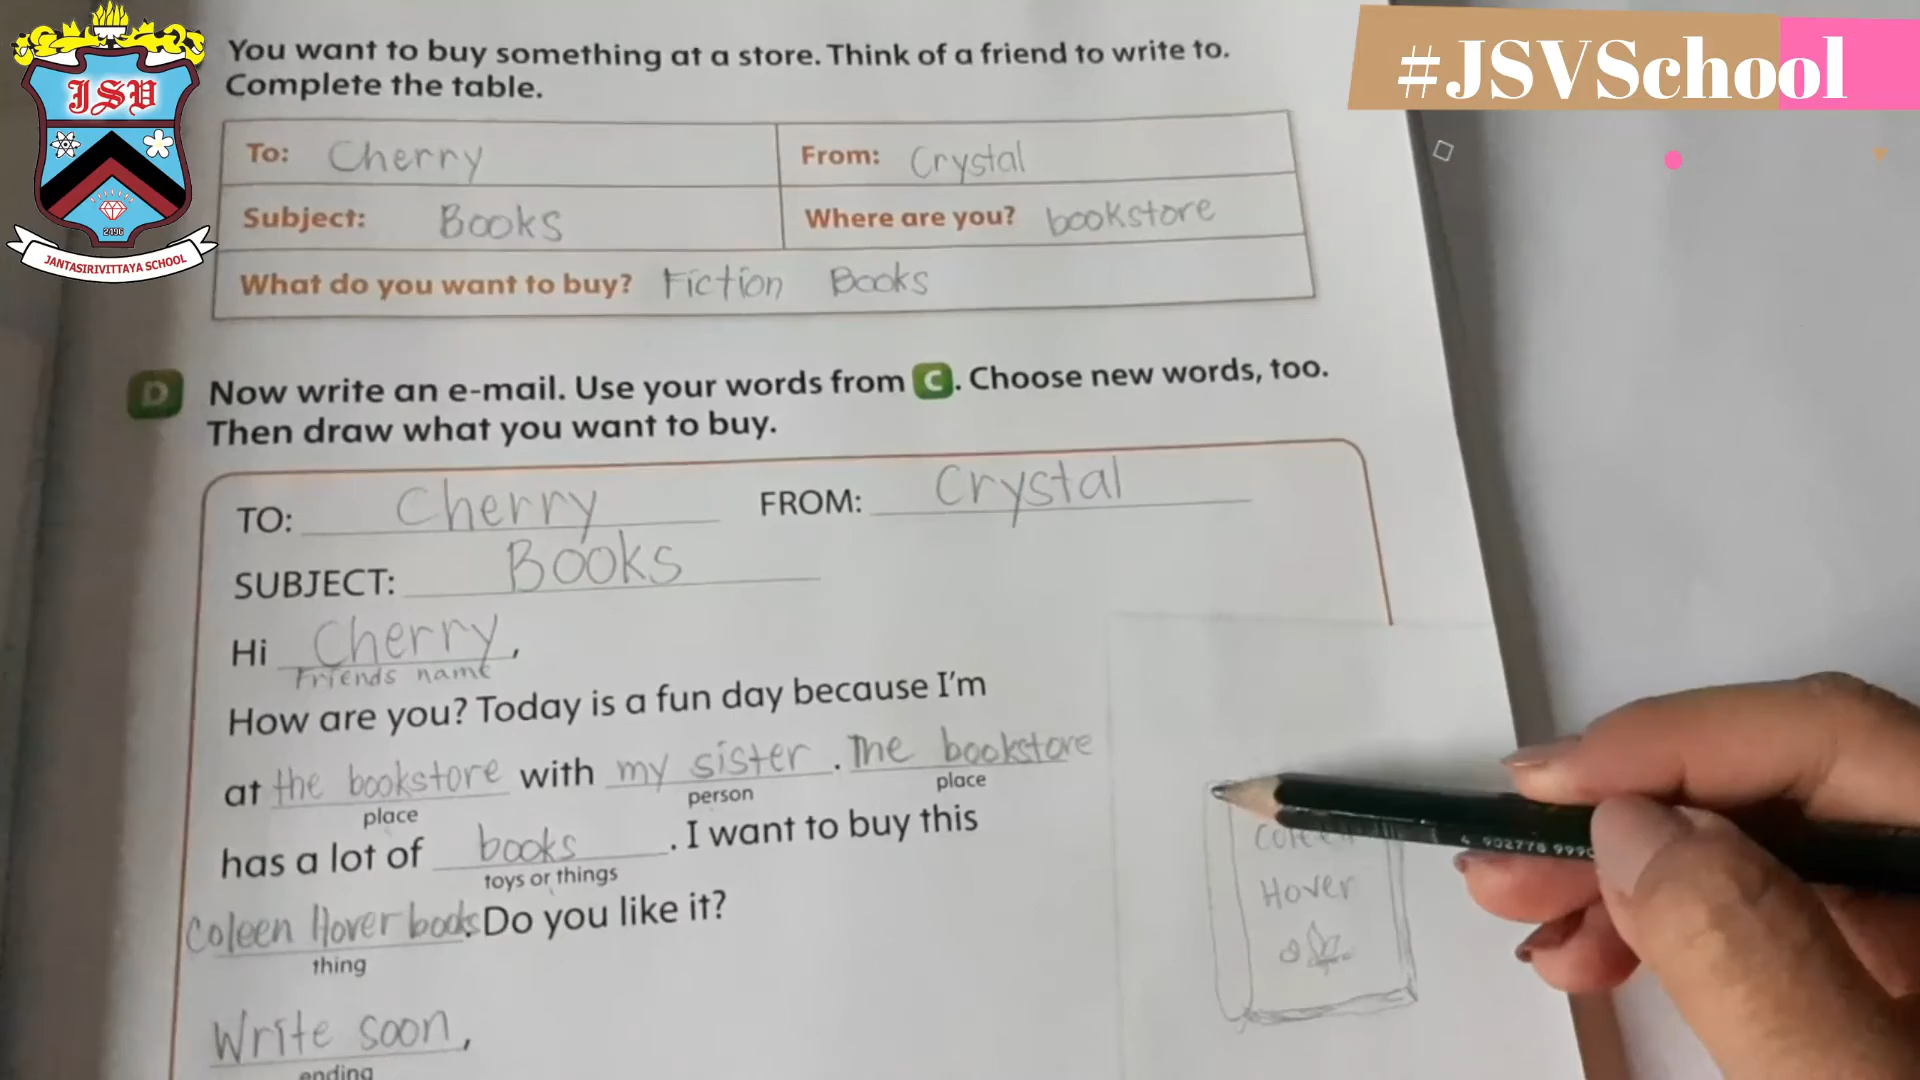 JSV
2496
JANTASIRIVITTAYA SCHOOL
#JSVSchool
You want to buy something at a store. Think of a friend to write to.
Complete the table.
To: Cherry From: Crystal
Subject: Books Where are you? bookstore
What do you want to buy? Fiction Books
D Now write an e-mail. Use your words from C. Choose new words, too.
Then draw what you want to buy.
TO: Cherry FROM: Crystal
SUBJECT: Books
Hi Cherry,
Friends name
How are you? Today is a fun day because I'm
at the bookstore with my sister. The bookstore
place person place
has a lot of books. I want to buy this
toys or things
Coleen Hover books. Do you like it?
thing
Write soon,
ending
Hover
4 902778 999